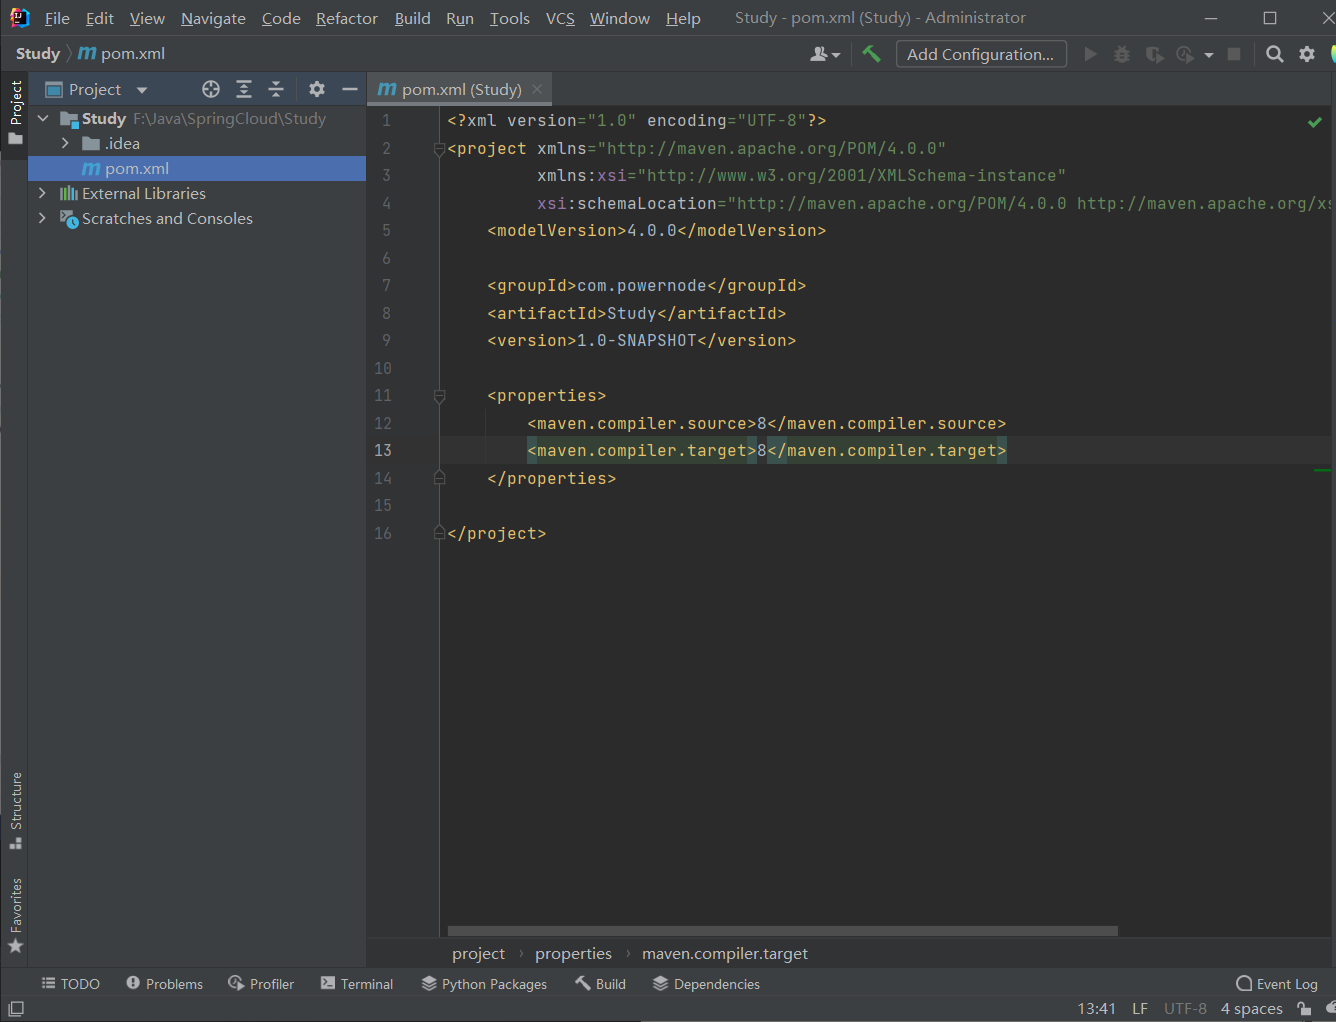 File Edit View Navigate Code Refactor Build Run Tools VCS Window Help Study - pom.xml (Study) - Administrator
Study pom.xml
Add Configuration...
Project
Project
pom.xml (Study)
Study F:\Java\SpringCloud\Study
.idea
pom.xml
External Libraries
Scratches and Consoles
1 <?xml version="1.0" encoding="UTF-8"?>
2 <project xmlns="http://maven.apache.org/POM/4.0.0"
3 xmlns:xsi="http://www.w3.org/2001/XMLSchema-instance"
4 xsi:schemaLocation="http://maven.apache.org/POM/4.0.0 http://maven.apache.org/xs
5 <modelVersion>4.0.0</modelVersion>
6
7 <groupId>com.powernode</groupId>
8 <artifactId>Study</artifactId>
9 <version>1.0-SNAPSHOT</version>
10
11 <properties>
12 <maven.compiler.source>8</maven.compiler.source>
13 <maven.compiler.target>8</maven.compiler.target>
14 </properties>
15
16 </project>
Structure
Favorites
project › properties › maven.compiler.target
TODO Problems Profiler Terminal Python Packages Build Dependencies Event Log
13:41 LF UTF-8 4 spaces